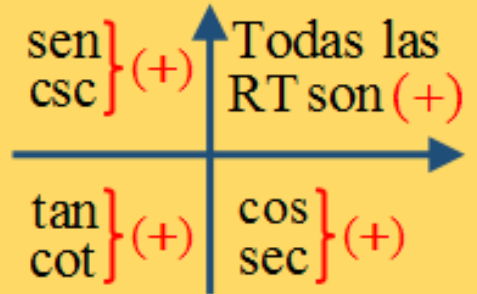 sen
csc } (+)
Todas las
RT son (+)
tan
cot } (+)
cos
sec } (+)